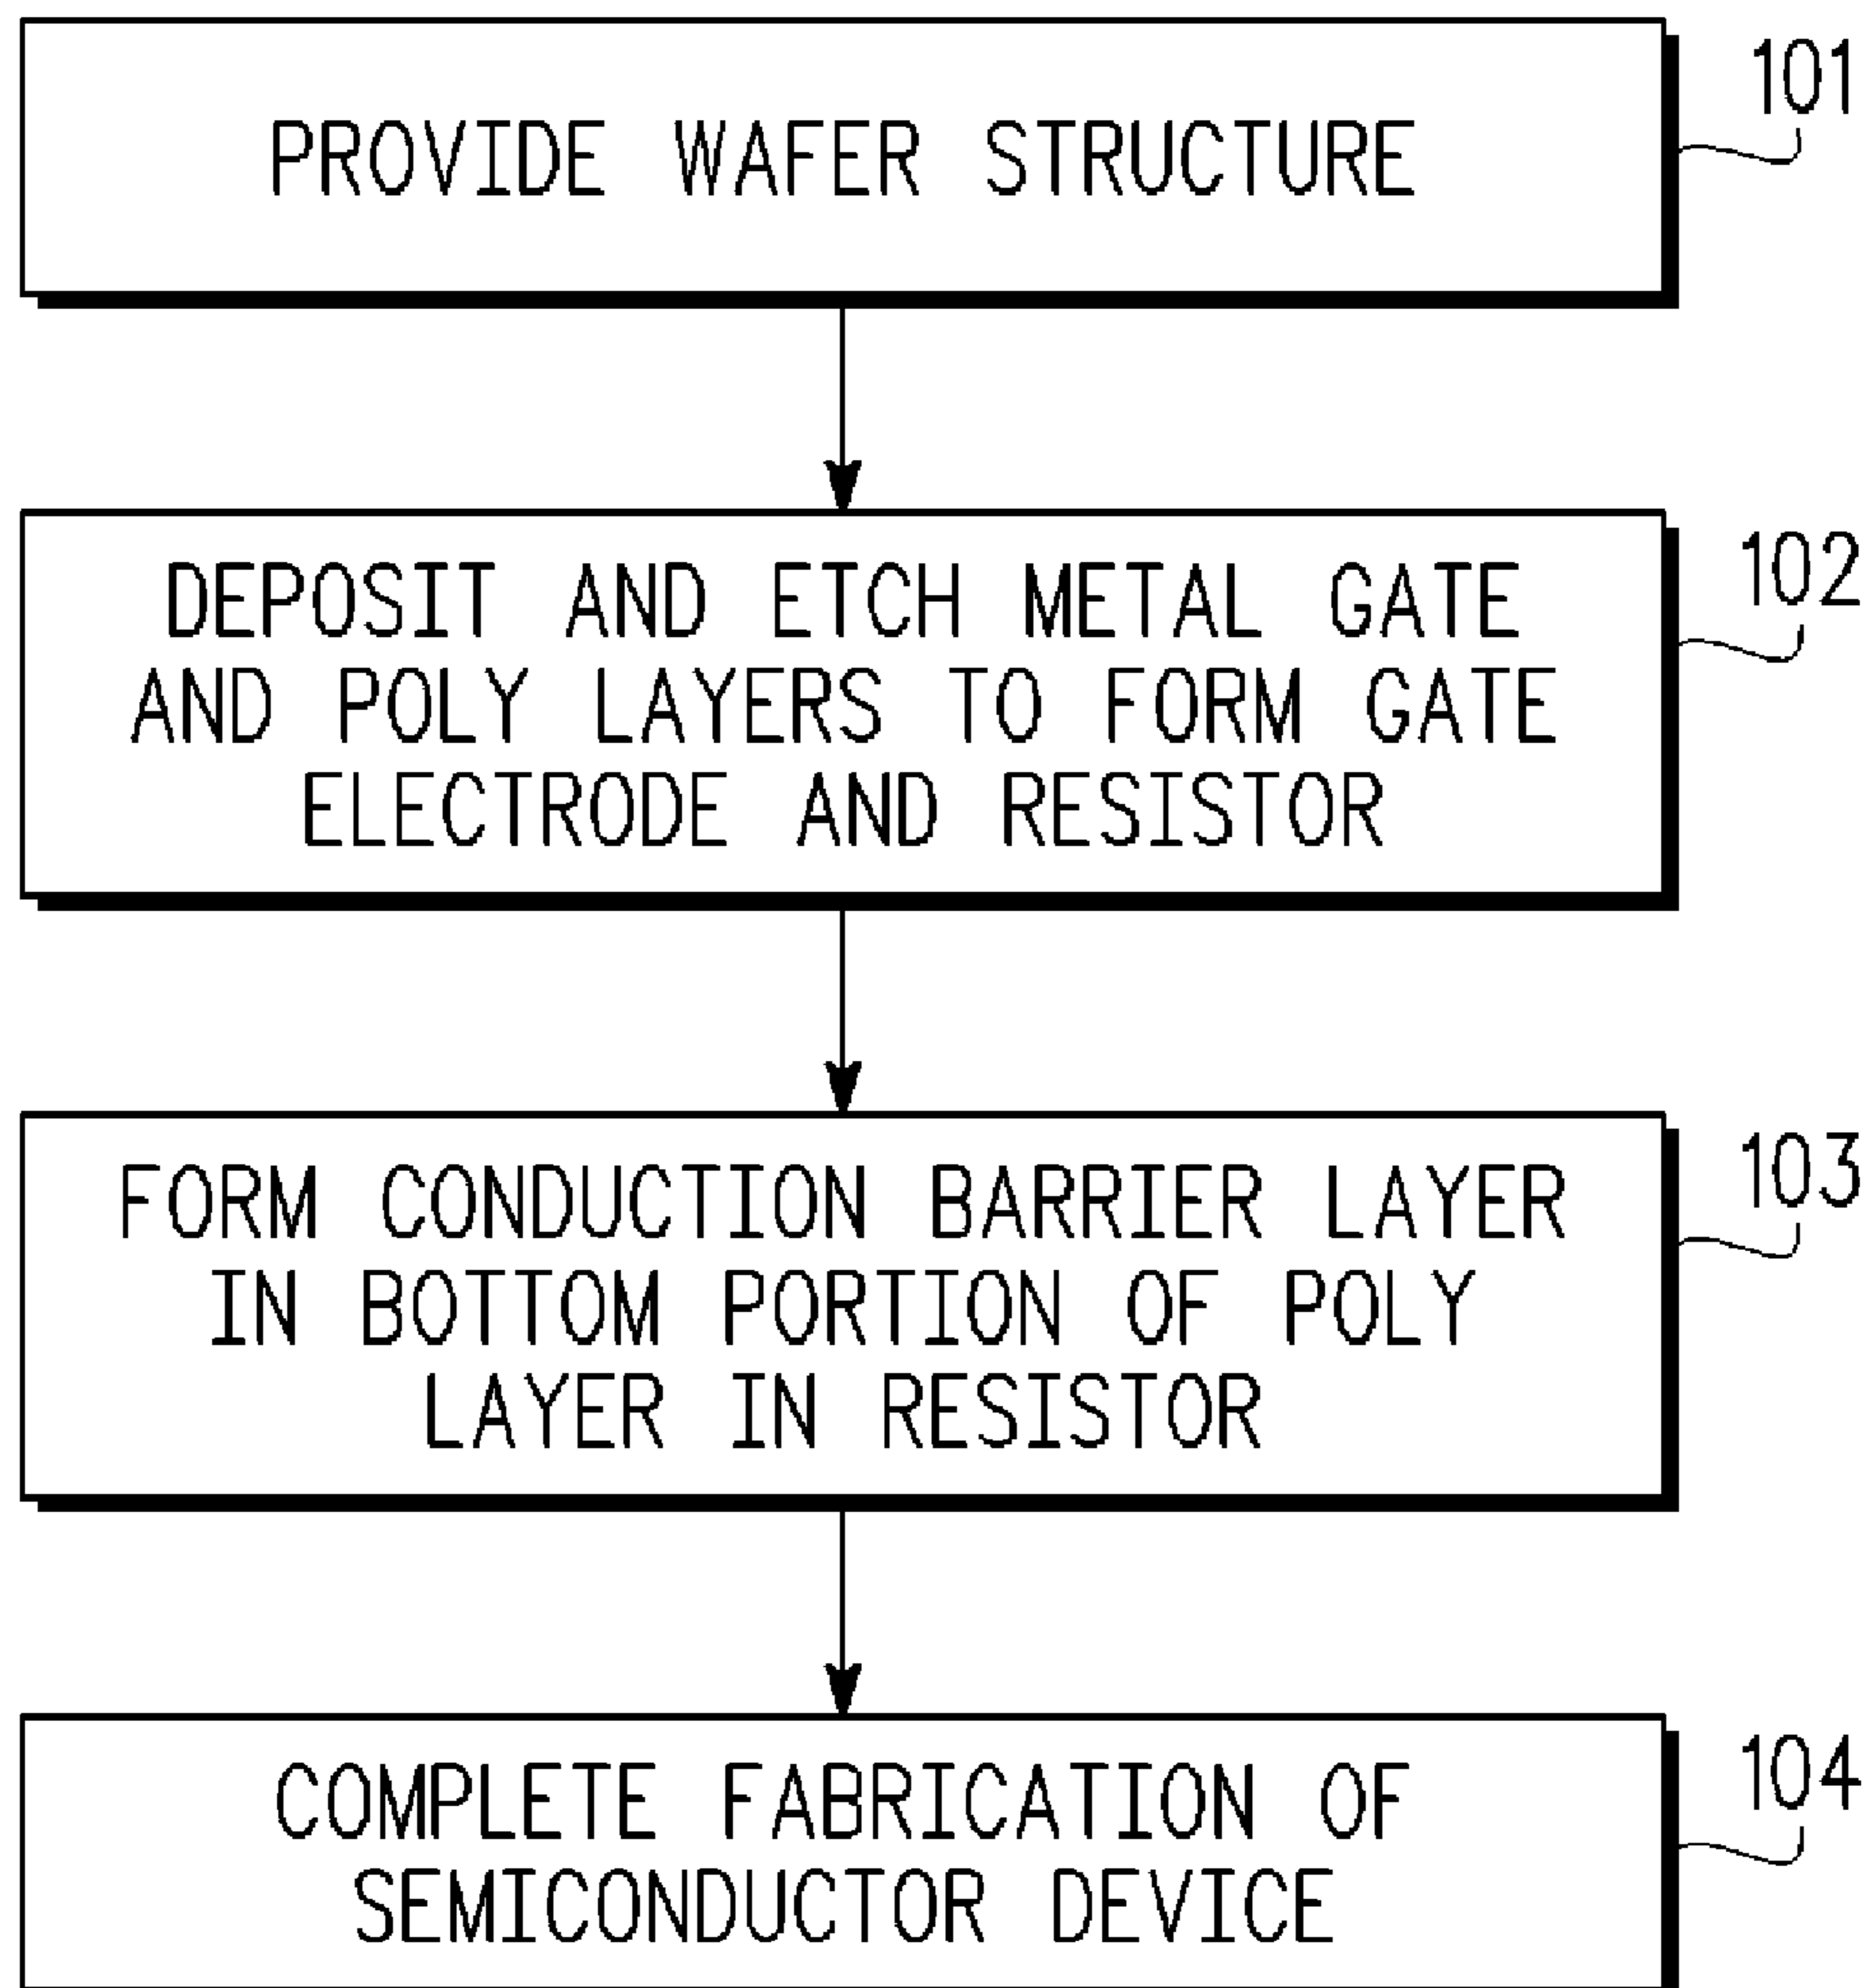 PROVIDE WAFER STRUCTURE
101
DEPOSIT AND ETCH METAL GATE
AND POLY LAYERS TO FORM GATE
ELECTRODE AND RESISTOR
102
FORM CONDUCTION BARRIER LAYER
IN BOTTOM PORTION OF POLY
LAYER IN RESISTOR
103
COMPLETE FABRICATION OF
SEMICONDUCTOR DEVICE
104